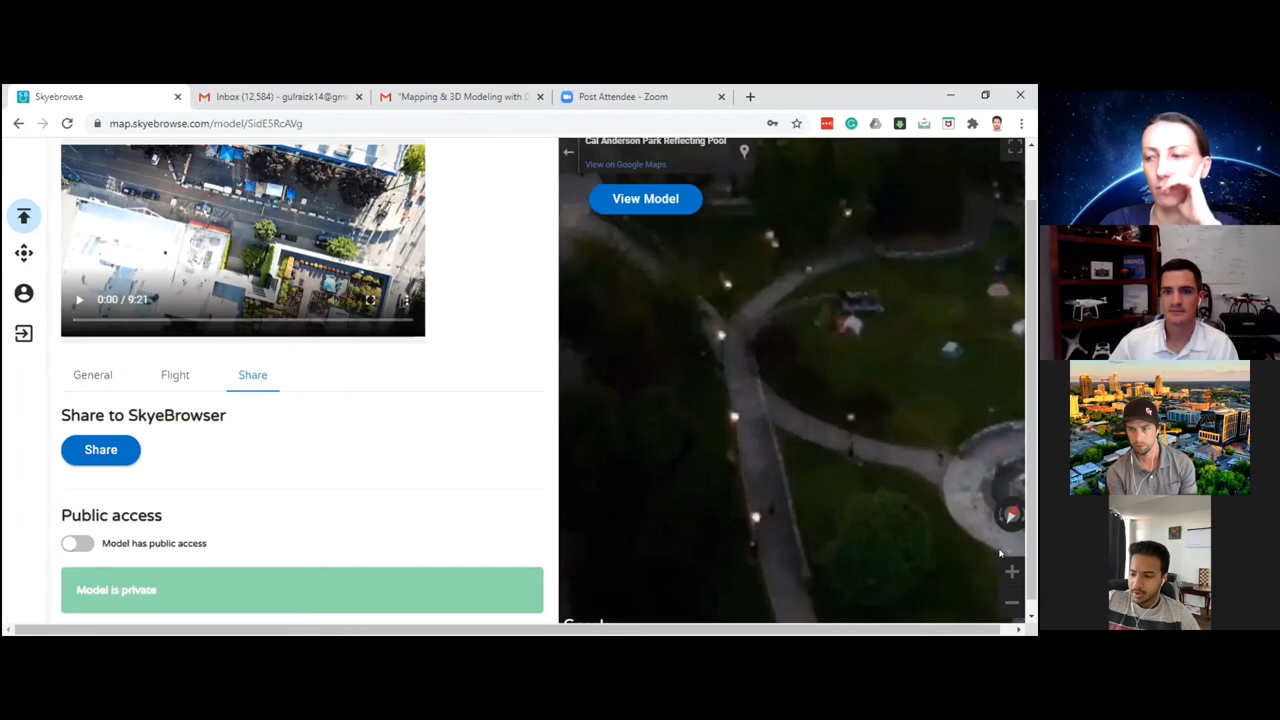 Skyebrowse
Inbox (12,584) - gulraizk14@gm
"Mapping & 3D Modeling with D
Post Attendee - Zoom
map.skyebrowse.com/model/SidE5RcAVg
Cal Anderson Park Reflecting Pool
View on Google Maps
View Model
0:00 / 9:21
General
Flight
Share
Share to SkyeBrowser
Share
Public access
Model has public access
Model is private
DRONES